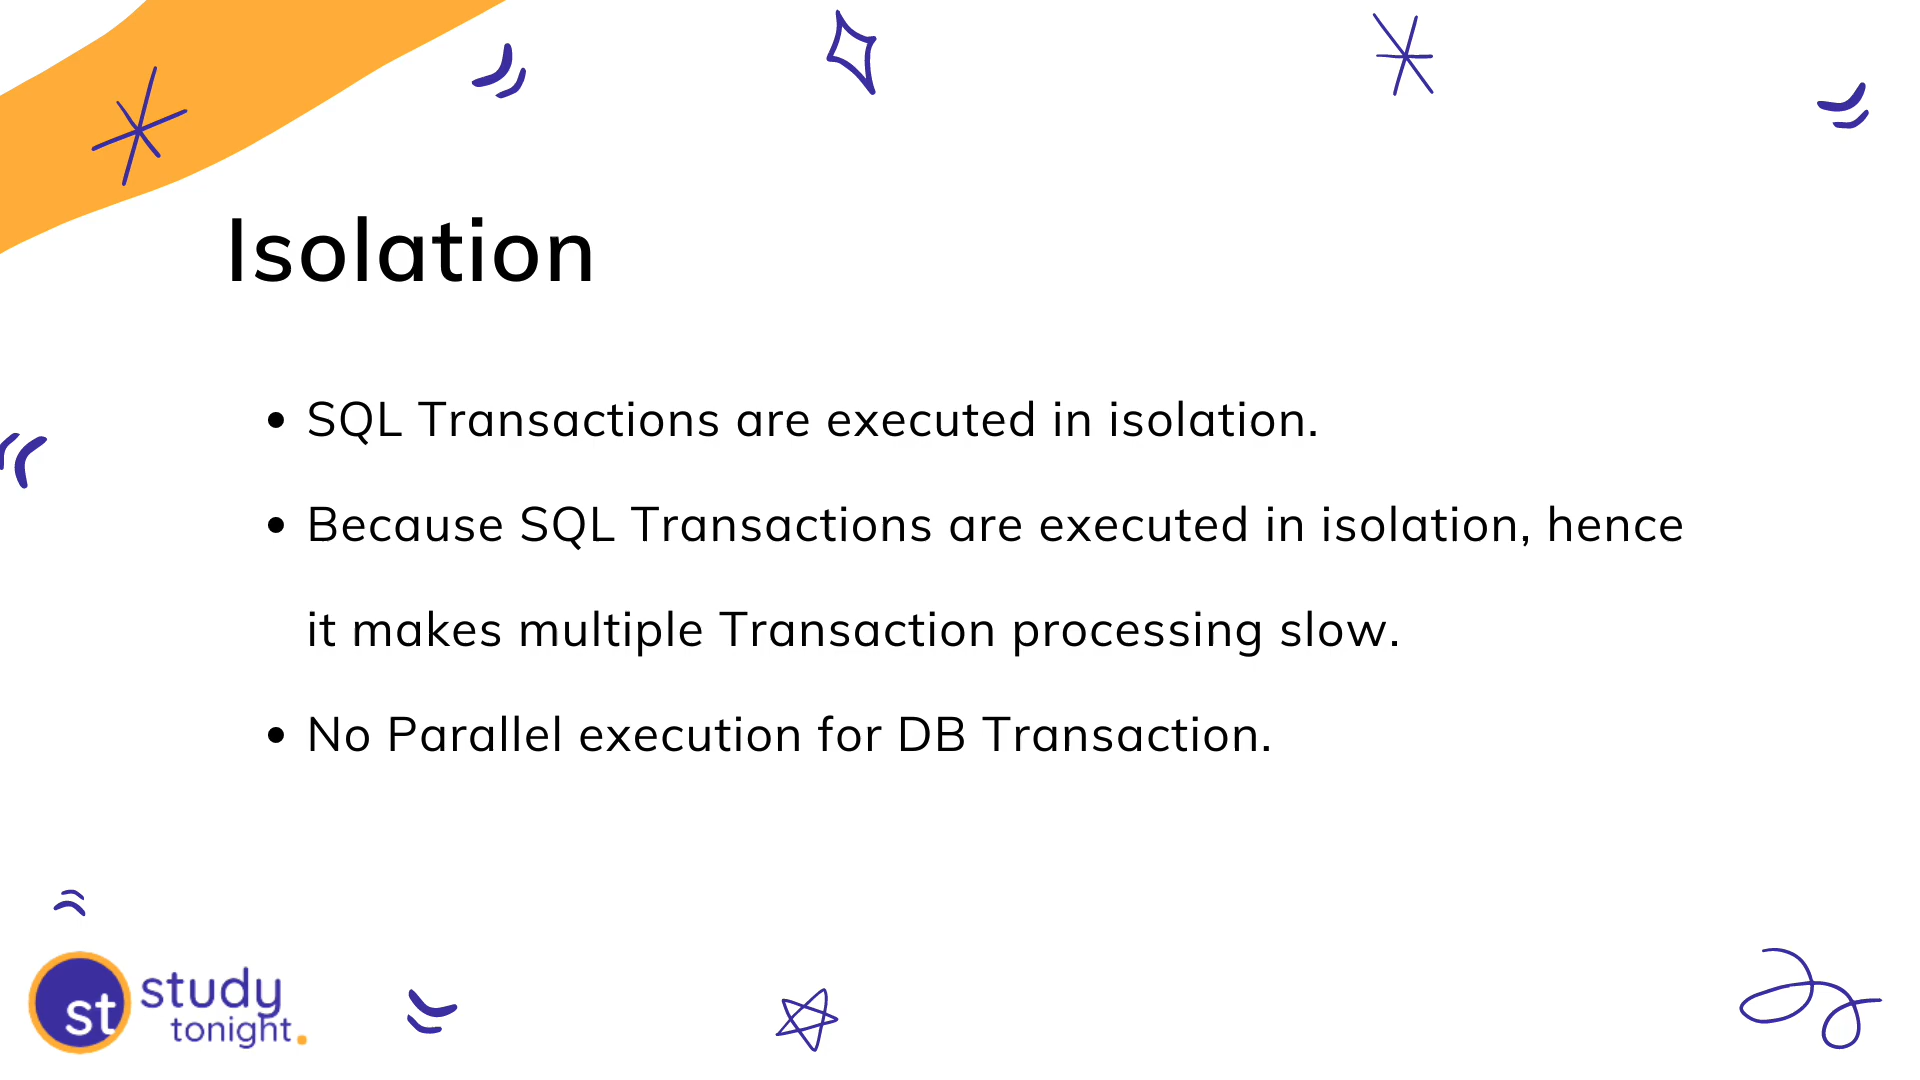 Isolation
• SQL Transactions are executed in isolation.
• Because SQL Transactions are executed in isolation, hence
it makes multiple Transaction processing slow.
• No Parallel execution for DB Transaction.
st study
tonight.